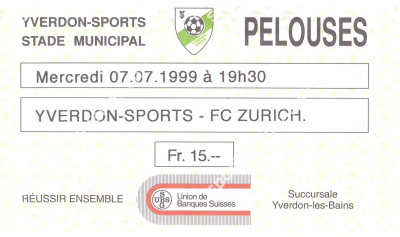 YVERDON-SPORTS
STADE MUNICIPAL
PELOUSES
Mercredi 07.07.1999 à 19h30
YVERDON-SPORTS - FC ZURICH.
Fr. 15.--
RÉUSSIR ENSEMBLE
UBS
Union de
Banques Suisses
Succursale
Yverdon-les-Bains